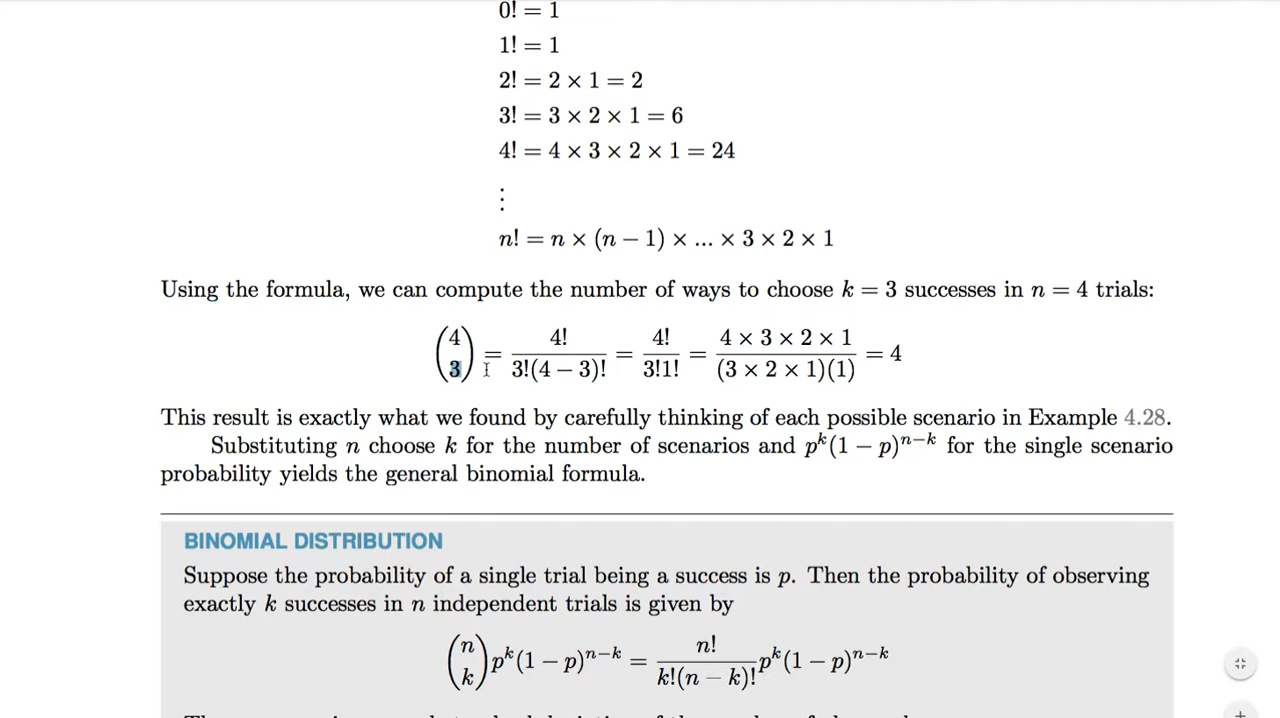 0! = 1
1! = 1
2! = 2 × 1 = 2
3! = 3 × 2 × 1 = 6
4! = 4 × 3 × 2 × 1 = 24
⋮
n! = n × (n − 1) × ... × 3 × 2 × 1
Using the formula, we can compute the number of ways to choose k = 3 successes in n = 4 trials:
(4 3) = 4! / 3!(4 − 3)! = 4! / 3!1! = 4 × 3 × 2 × 1 / (3 × 2 × 1)(1) = 4
This result is exactly what we found by carefully thinking of each possible scenario in Example 4.28.
Substituting n choose k for the number of scenarios and p^k(1 − p)^{n−k} for the single scenario
probability yields the general binomial formula.
BINOMIAL DISTRIBUTION
Suppose the probability of a single trial being a success is p. Then the probability of observing
exactly k successes in n independent trials is given by
(n k) p^k(1 − p)^{n−k} = n! / k!(n − k)! p^k(1 − p)^{n−k}